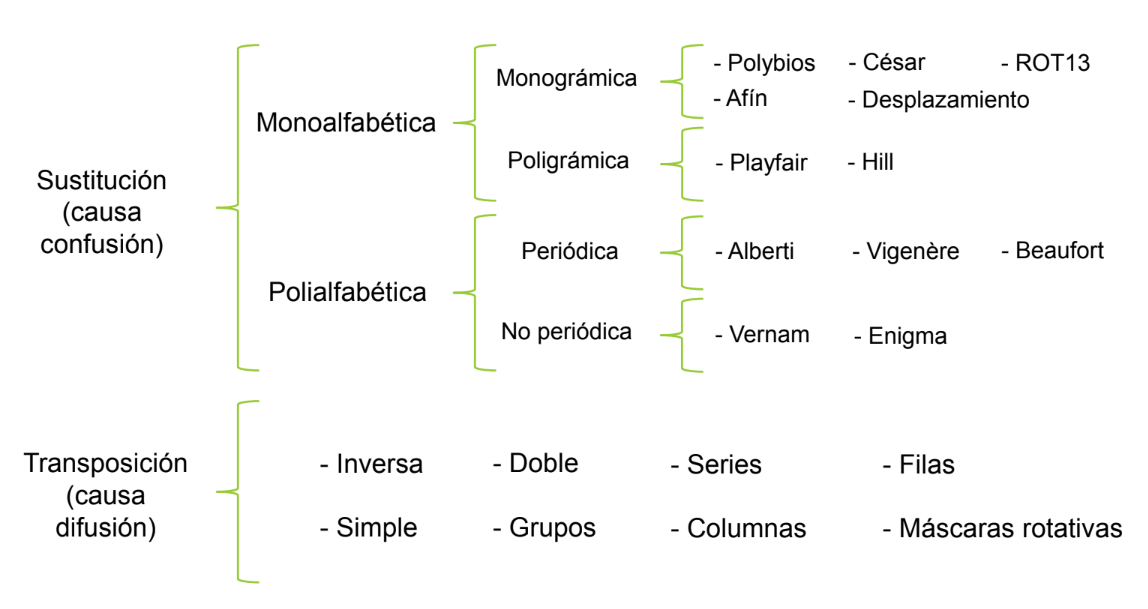 Sustitución
(causa
confusión)
Monoalfabética
Monográmica
- Polybios - César - ROT13
- Afín - Desplazamiento
Poligrámica
- Playfair - Hill
Polialfabética
Periódica
- Alberti - Vigenère - Beaufort
No periódica
- Vernam - Enigma
Transposición
(causa
difusión)
- Inversa - Doble - Series - Filas
- Simple - Grupos - Columnas - Máscaras rotativas